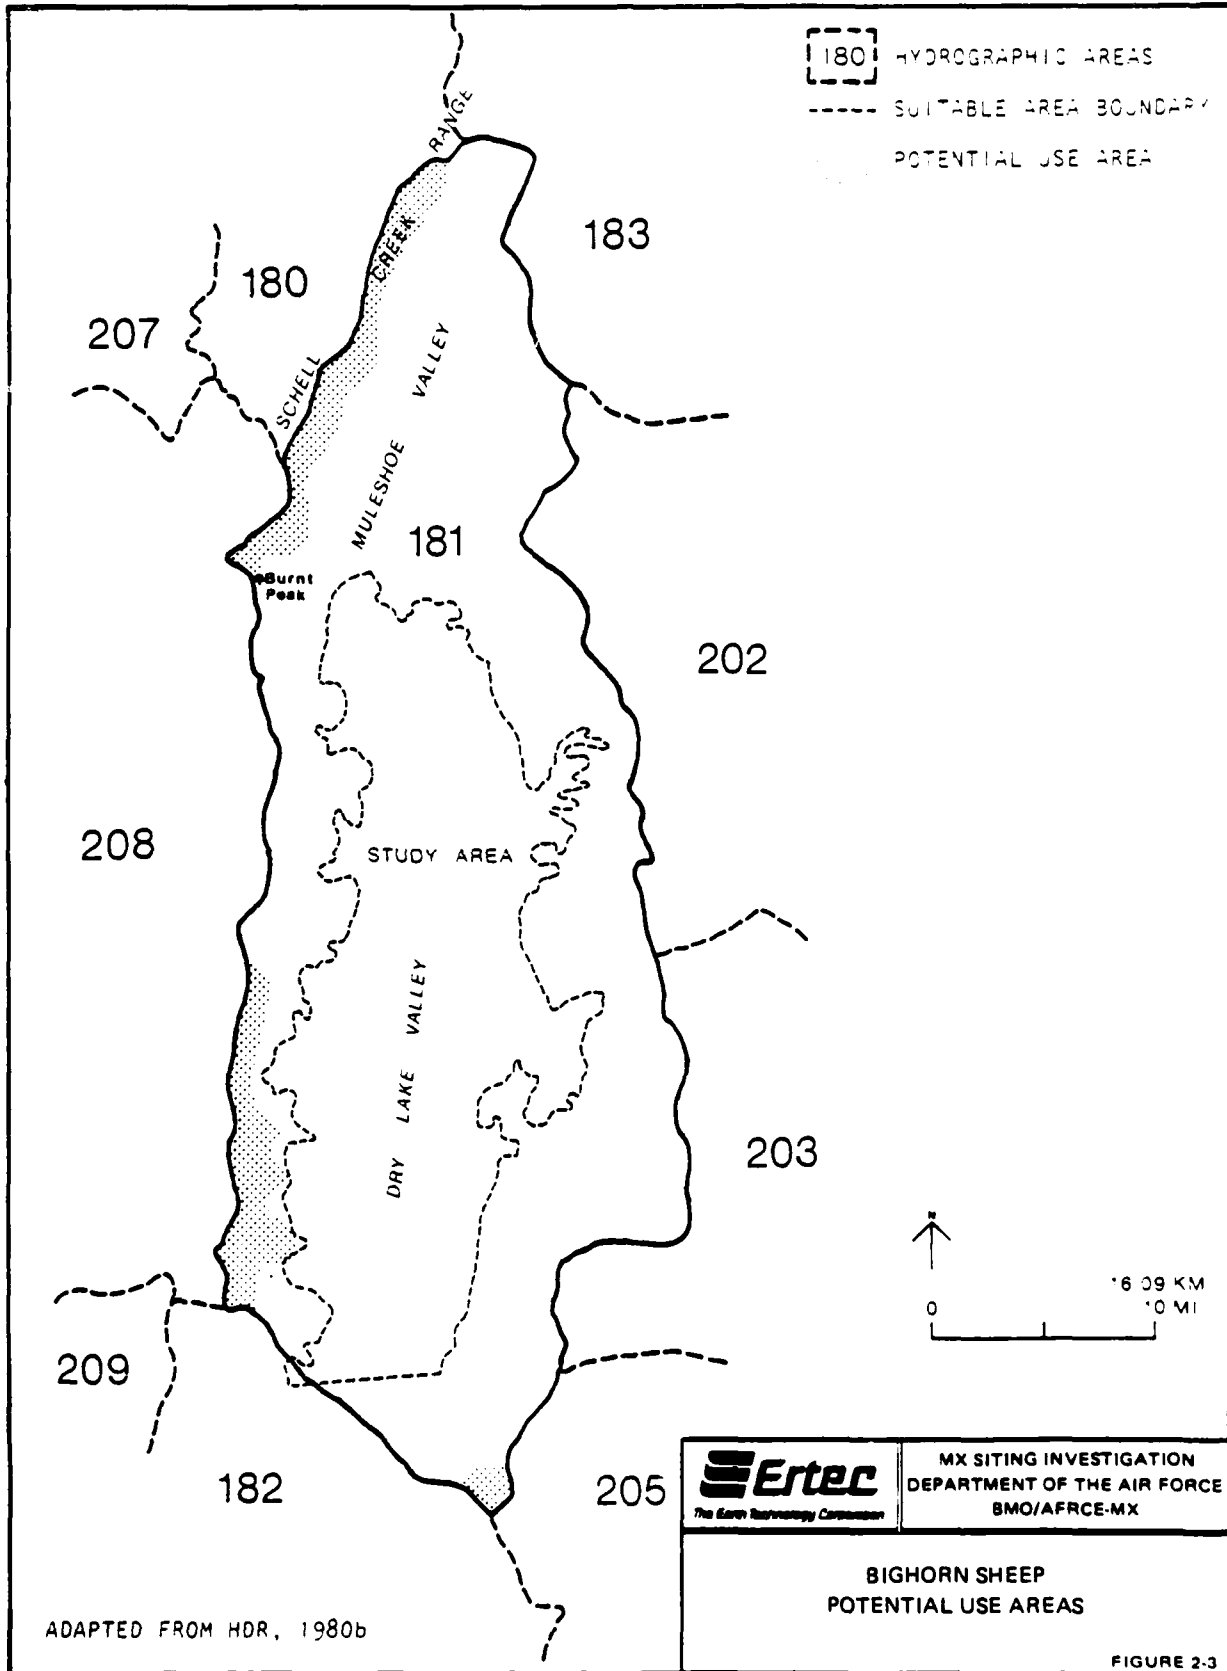 180 HYDROGRAPHIC AREAS
SUITABLE AREA BOUNDARY
POTENTIAL USE AREA
SCHELL CREEK RANGE
183
180
207
MULESHOE VALLEY
181
Burnt
Peak
202
208
STUDY AREA
DRY LAKE VALLEY
203
N
16 09 KM
0 10 MI
209
182
205
Ertec
The Earth Technology Corporation
MX SITING INVESTIGATION
DEPARTMENT OF THE AIR FORCE
BMO/AFRCE-MX
BIGHORN SHEEP
POTENTIAL USE AREAS
ADAPTED FROM HDR, 1980b
FIGURE 2-3